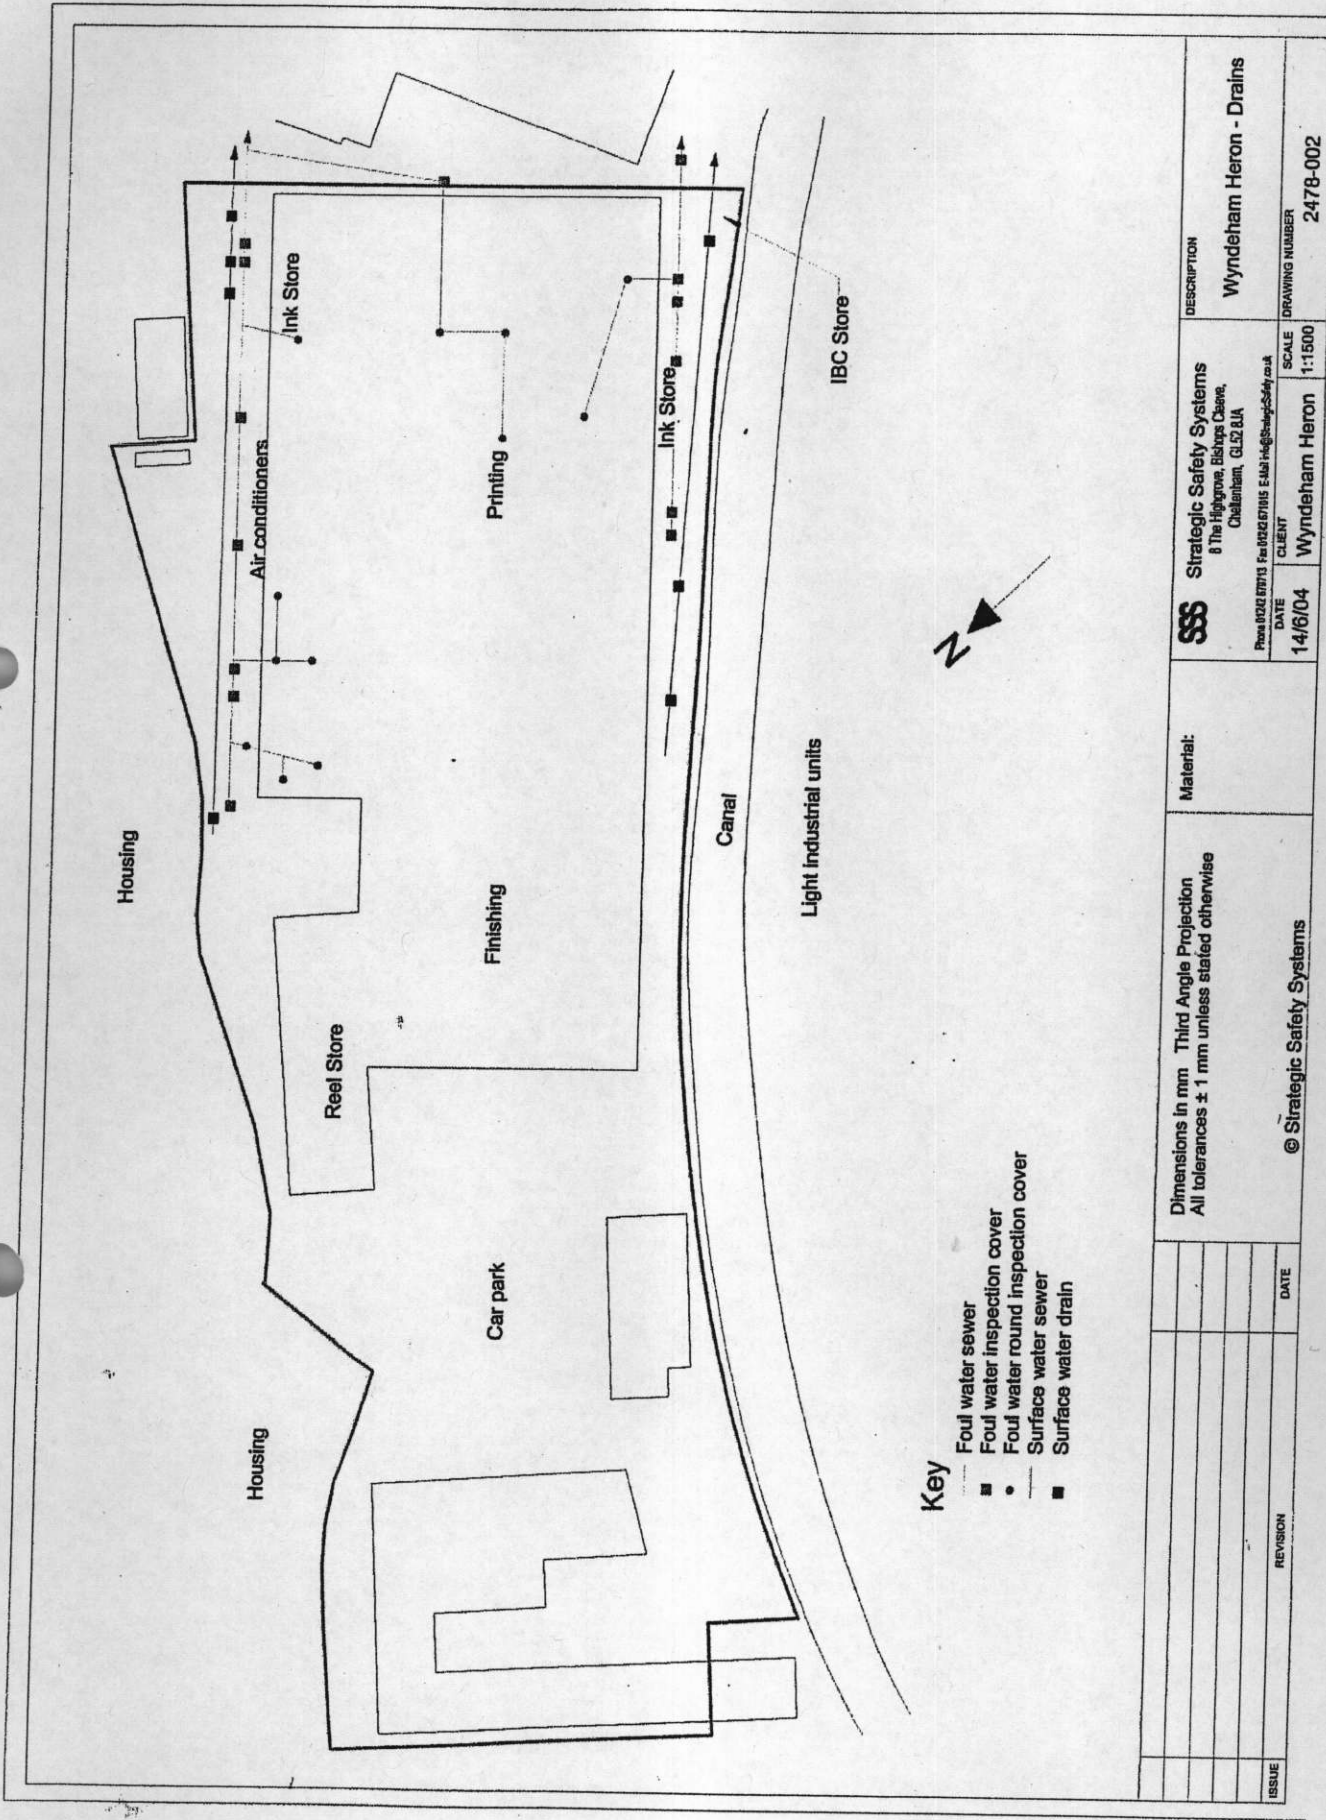 Housing
Housing
Air conditioners
Ink Store
Reel Store
Finishing
Printing
Car park
Ink Store
Canal
IBC Store
Light industrial units
N
Key
Foul water sewer
Foul water inspection cover
Foul water round inspection cover
Surface water sewer
Surface water drain
ISSUE
REVISION
DATE
Dimensions in mm Third Angle Projection
All tolerances ± 1 mm unless stated otherwise
© Strategic Safety Systems
Material:
SSS Strategic Safety Systems
8 The Highgrove, Bishops Cleeve,
Cheltenham, GL52 8JA
DATE
14/6/04
CLIENT
Wyndeham Heron
SCALE
1:1500
DESCRIPTION
Wyndeham Heron - Drains
DRAWING NUMBER
2478-002